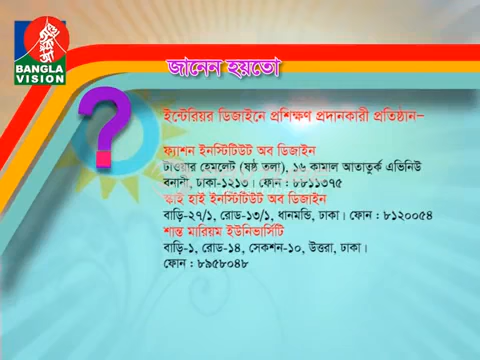 BANGLA
VISION
জানেন হয়তো
?
ইন্টেরিয়র ডিজাইনে প্রশিক্ষণ প্রদানকারী প্রতিষ্ঠান–
ফ্যাশন ইনস্টিটিউট অব ডিজাইন
টাওয়ার হেমলেট (ষষ্ঠ তলা), ১৬ কামাল আতাতুর্ক এভিনিউ
বনানী, ঢাকা-১২১৩। ফোন : ৮৮১১৩৭৫
স্কাই হাই ইনস্টিটিউট অব ডিজাইন
বাড়ি-২৭/১, রোড-১৩/১, ধানমন্ডি, ঢাকা। ফোন : ৮১২০০৫৪
শান্ত মারিয়ম ইউনিভার্সিটি
বাড়ি-১, রোড-১৪, সেকশন-১০, উত্তরা, ঢাকা।
ফোন : ৮৯৫৮০৪৮